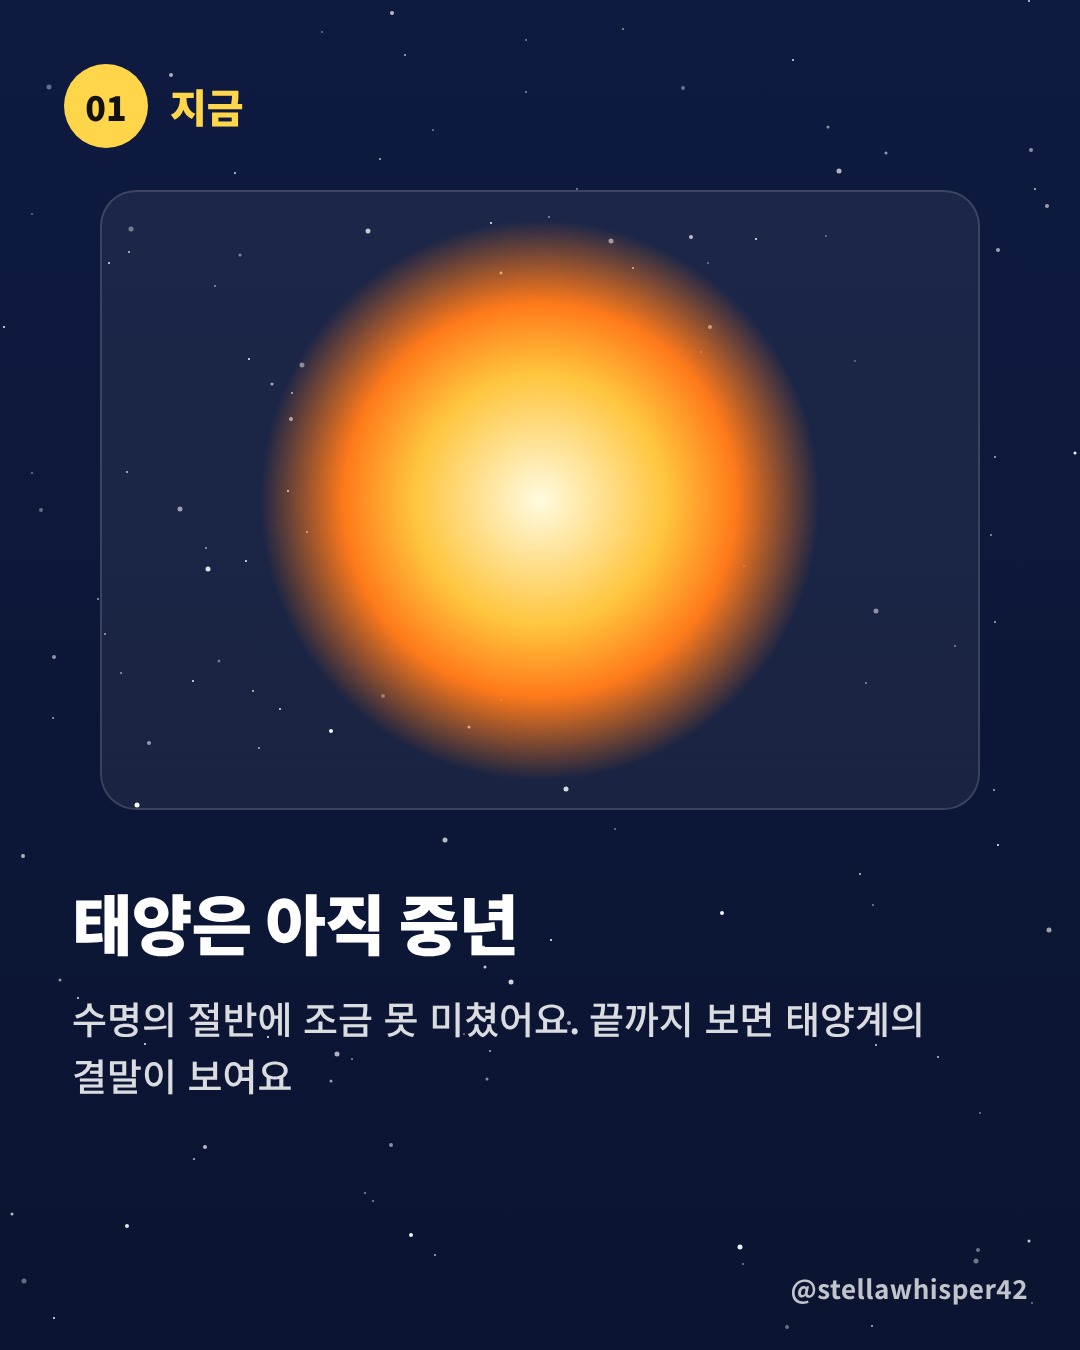 01 지금
태양은 아직 중년
수명의 절반에 조금 못 미쳤어요. 끝까지 보면 태양계의
결말이 보여요
@stellawhisper42